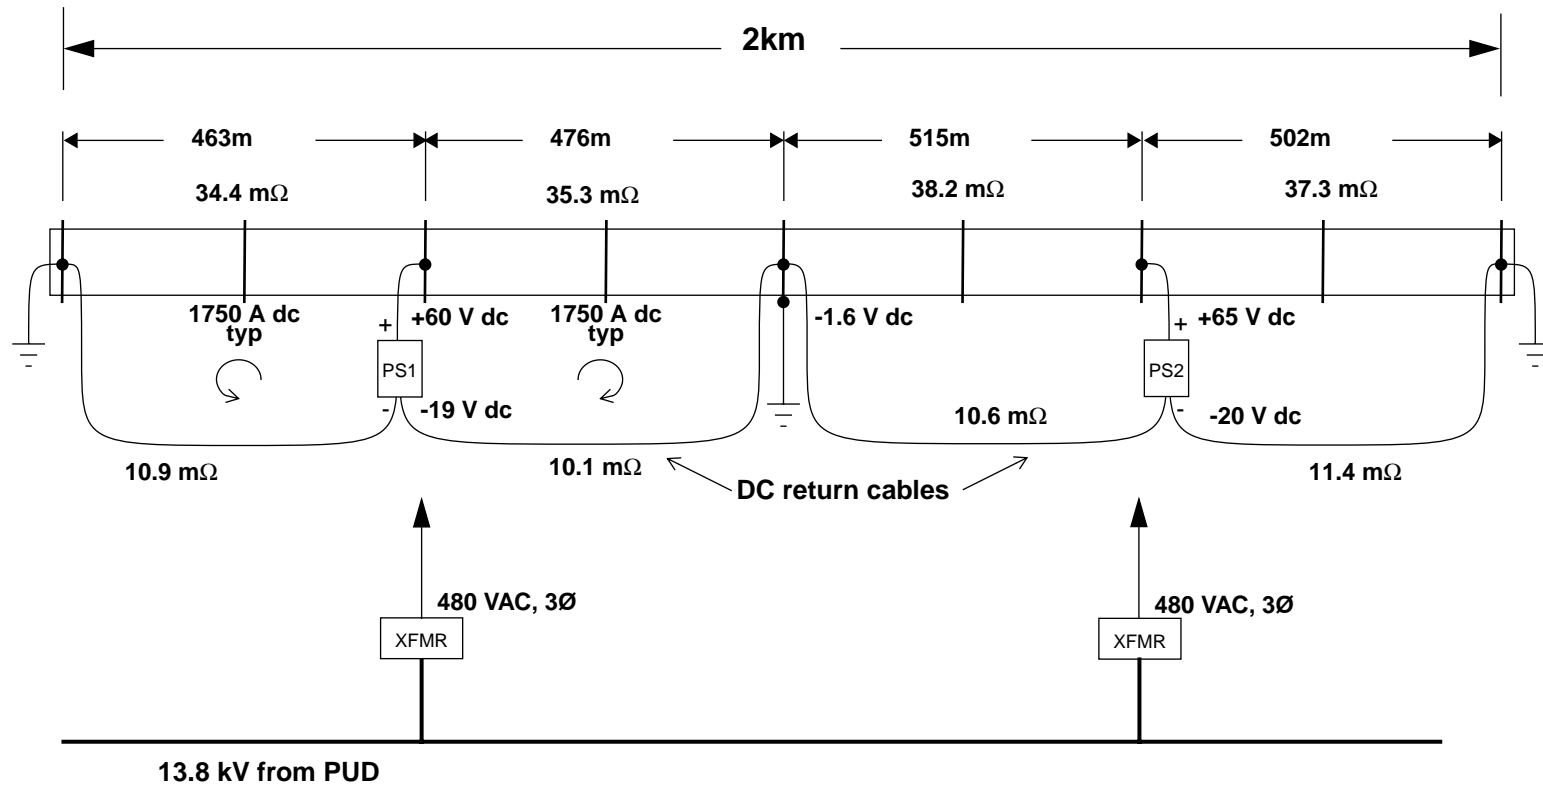 2km
463m
476m
515m
502m
34.4 mΩ
35.3 mΩ
38.2 mΩ
37.3 mΩ
1750 A dc
typ
+60 V dc
1750 A dc
typ
-1.6 V dc
+65 V dc
+
+
PS1
PS2
-
-19 V dc
-
-20 V dc
10.9 mΩ
10.1 mΩ
10.6 mΩ
11.4 mΩ
DC return cables
480 VAC, 3Ø
480 VAC, 3Ø
XFMR
XFMR
13.8 kV from PUD